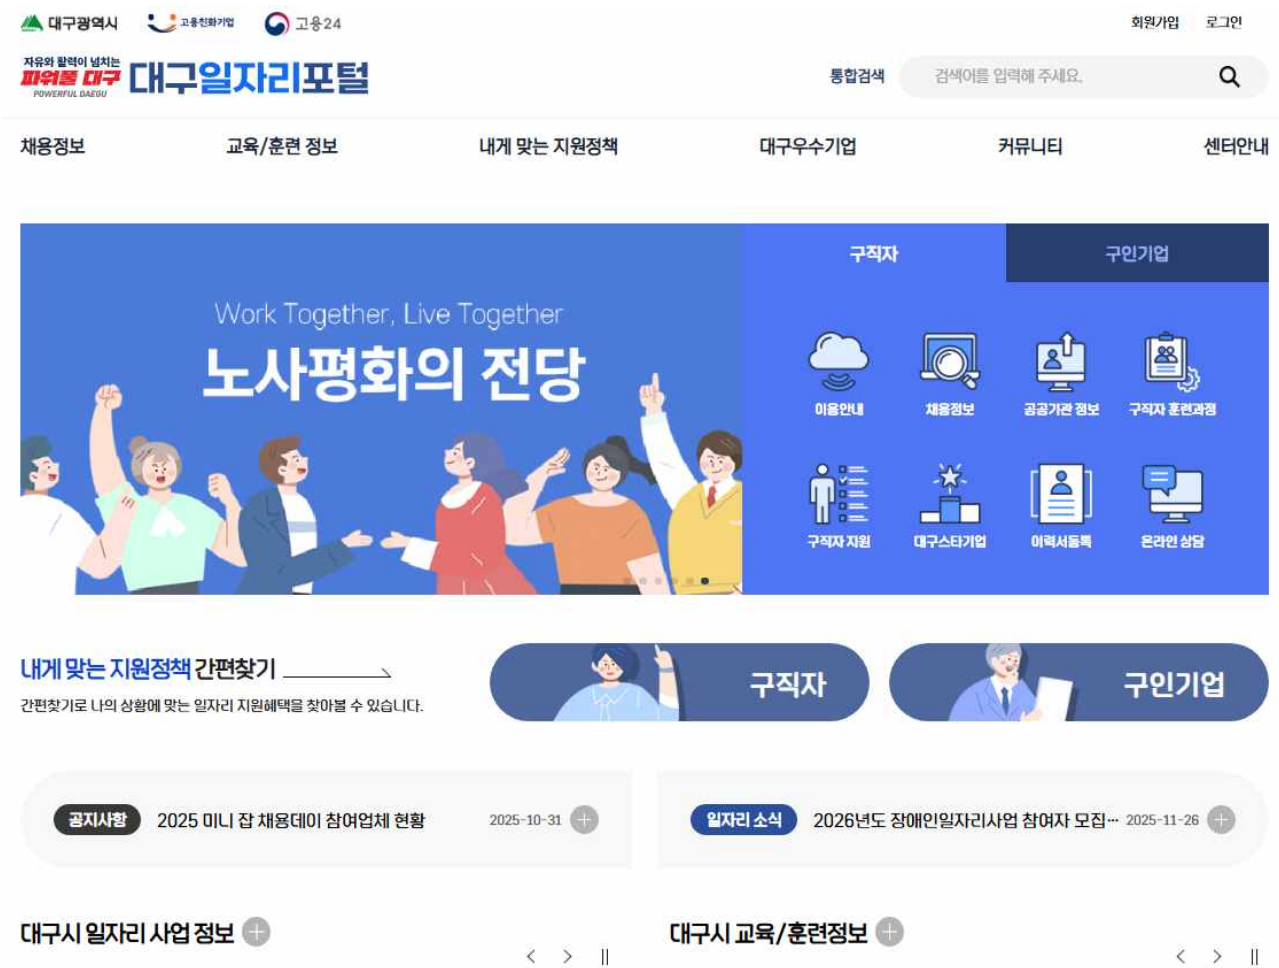 대구광역시 고용친화기업 고용24 회원가입 로그인
자유와 활력이 넘치는
파워풀 대구
POWERFUL DAEGU
대구일자리포털
통합검색 검색어를 입력해 주세요.
채용정보 교육/훈련 정보 내게 맞는 지원정책 대구우수기업 커뮤니티 센터안내
구직자 구인기업
Work Together, Live Together
노사평화의 전당
이용안내 채용정보 공공기관 정보 구직자 훈련과정
구직자 지원 대구스타기업 이력서등록 온라인 상담
내게 맞는 지원정책 간편찾기
간편찾기로 나의 상황에 맞는 일자리 지원혜택을 찾아볼 수 있습니다.
구직자 구인기업
공지사항 2025 미니 잡 채용데이 참여업체 현황 2025-10-31
일자리 소식 2026년도 장애인일자리사업 참여자 모집… 2025-11-26
대구시 일자리 사업 정보
대구시 교육/훈련정보